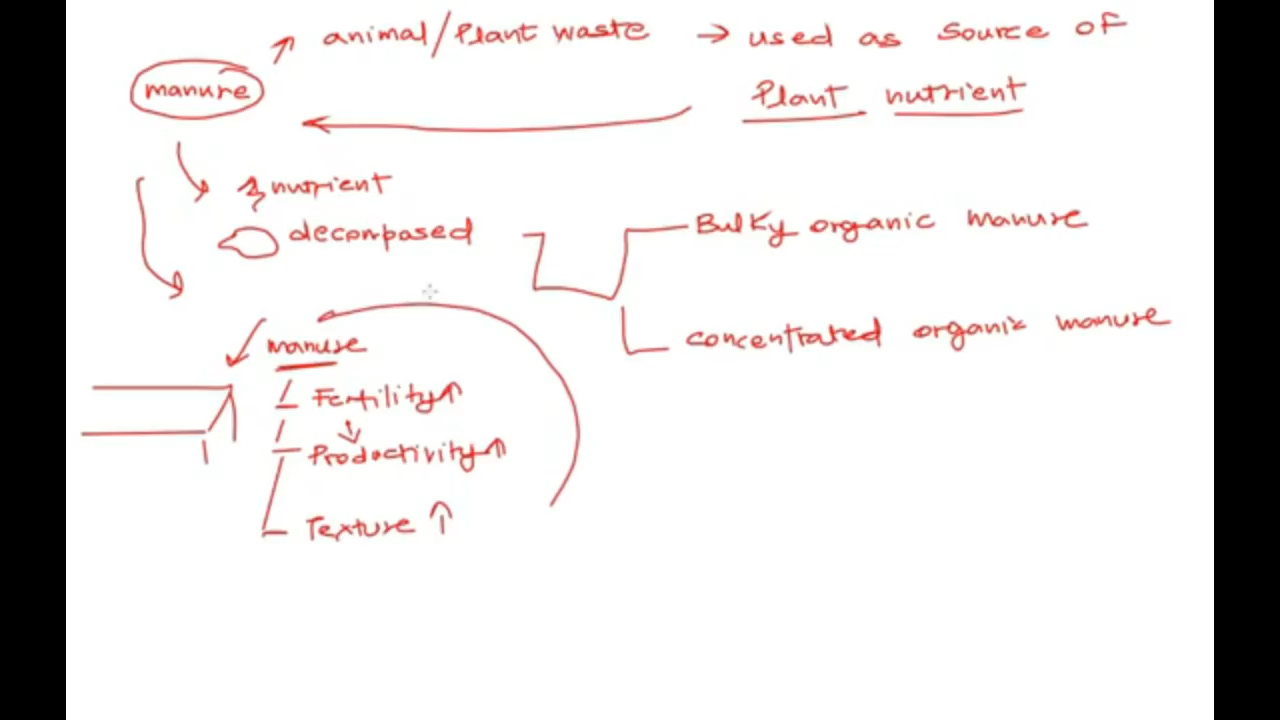 animal/Plant waste → used as source of
manure
Plant nutrient
nutrient
decomposed
Bulky organic manure
concentrated organic manure
manure
Fertility↑
Productivity↑
Texture ↑